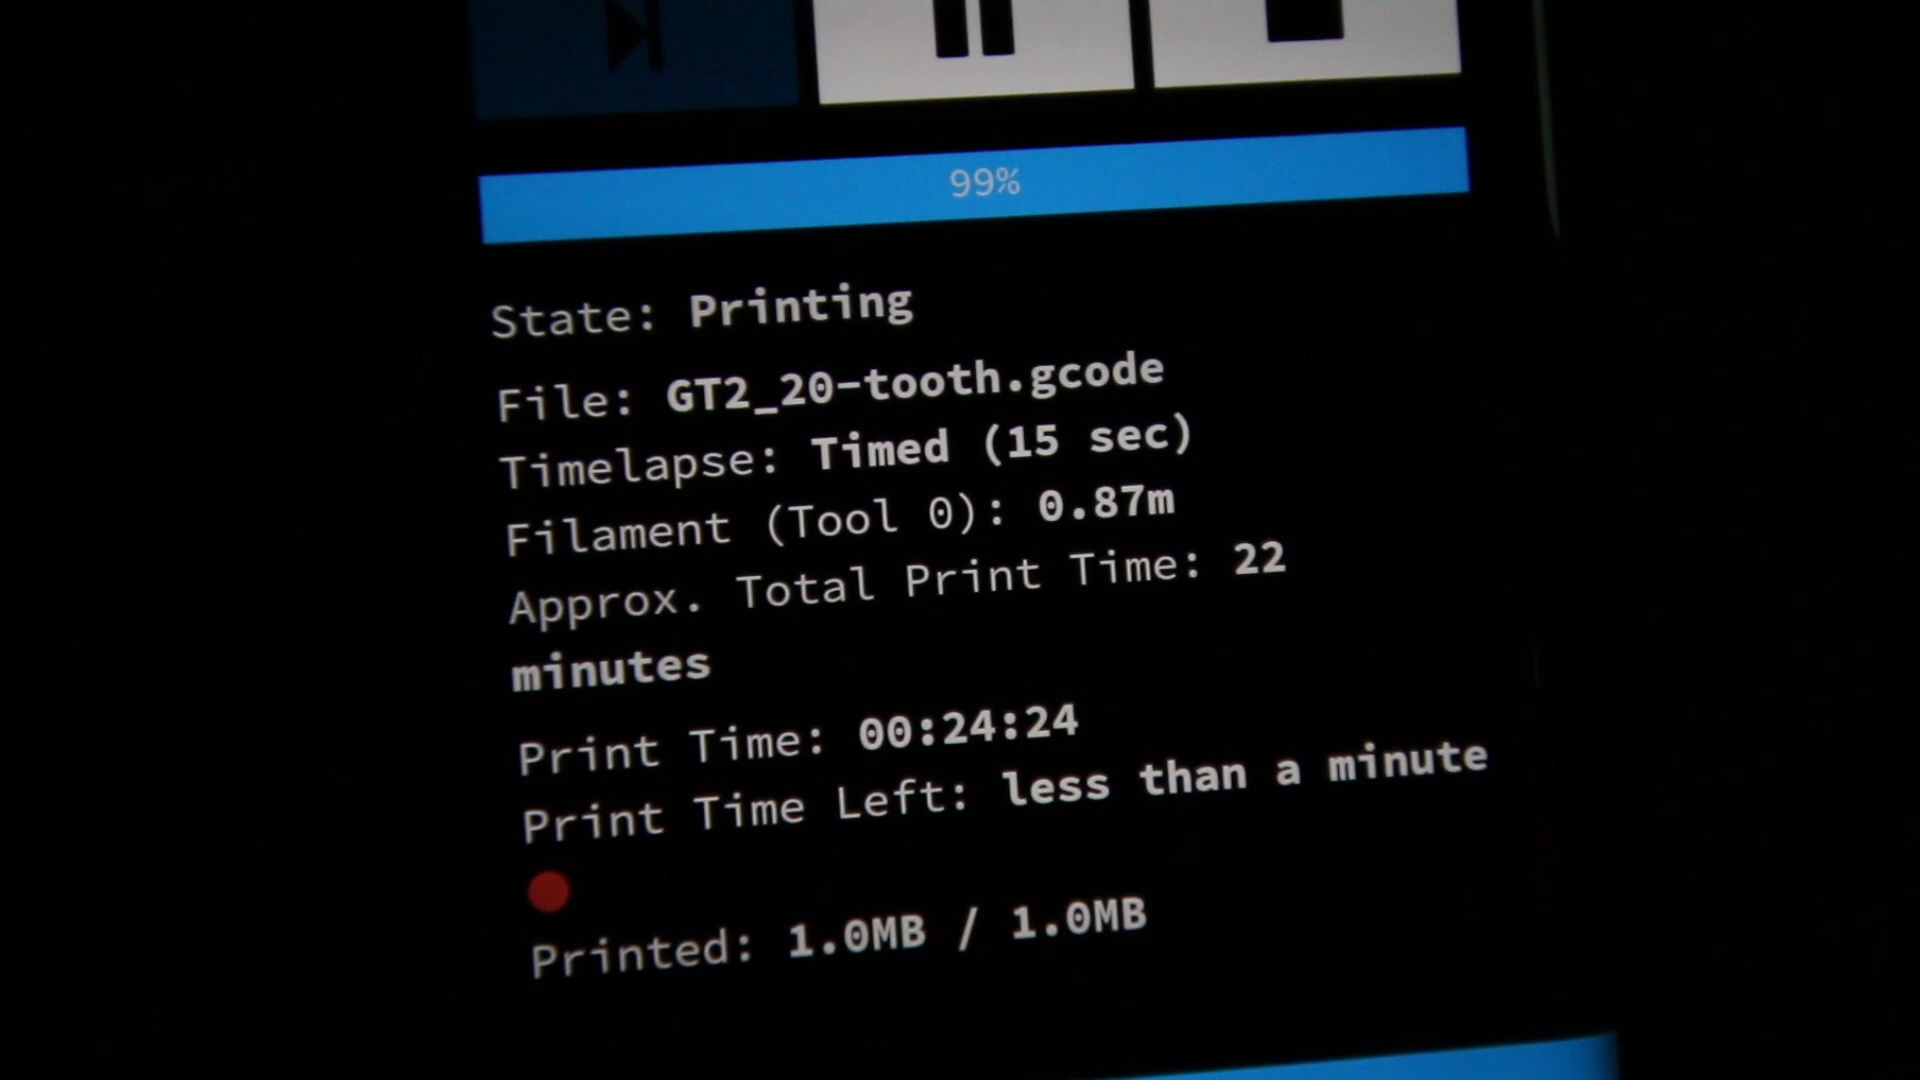 99%
State: Printing
File: GT2_20-tooth.gcode
Timelapse: Timed (15 sec)
Filament (Tool 0): 0.87m
Approx. Total Print Time: 22
minutes
Print Time: 00:24:24
Print Time Left: less than a minute
Printed: 1.0MB / 1.0MB